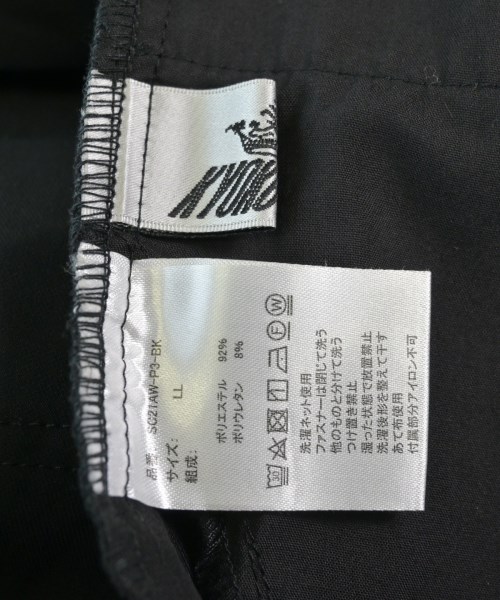 KYORS
品番: SC21AW-P3-BK
サイズ: LL
組成:
ポリエステル 92%
ポリウレタン 8%
30
F
W
洗濯ネット使用
ファスナーは閉じて洗う
他のものと分けて洗う
つけ置き禁止
湿った状態で放置禁止
洗濯後形を整えて干す
あて布使用
付属部分アイロン不可